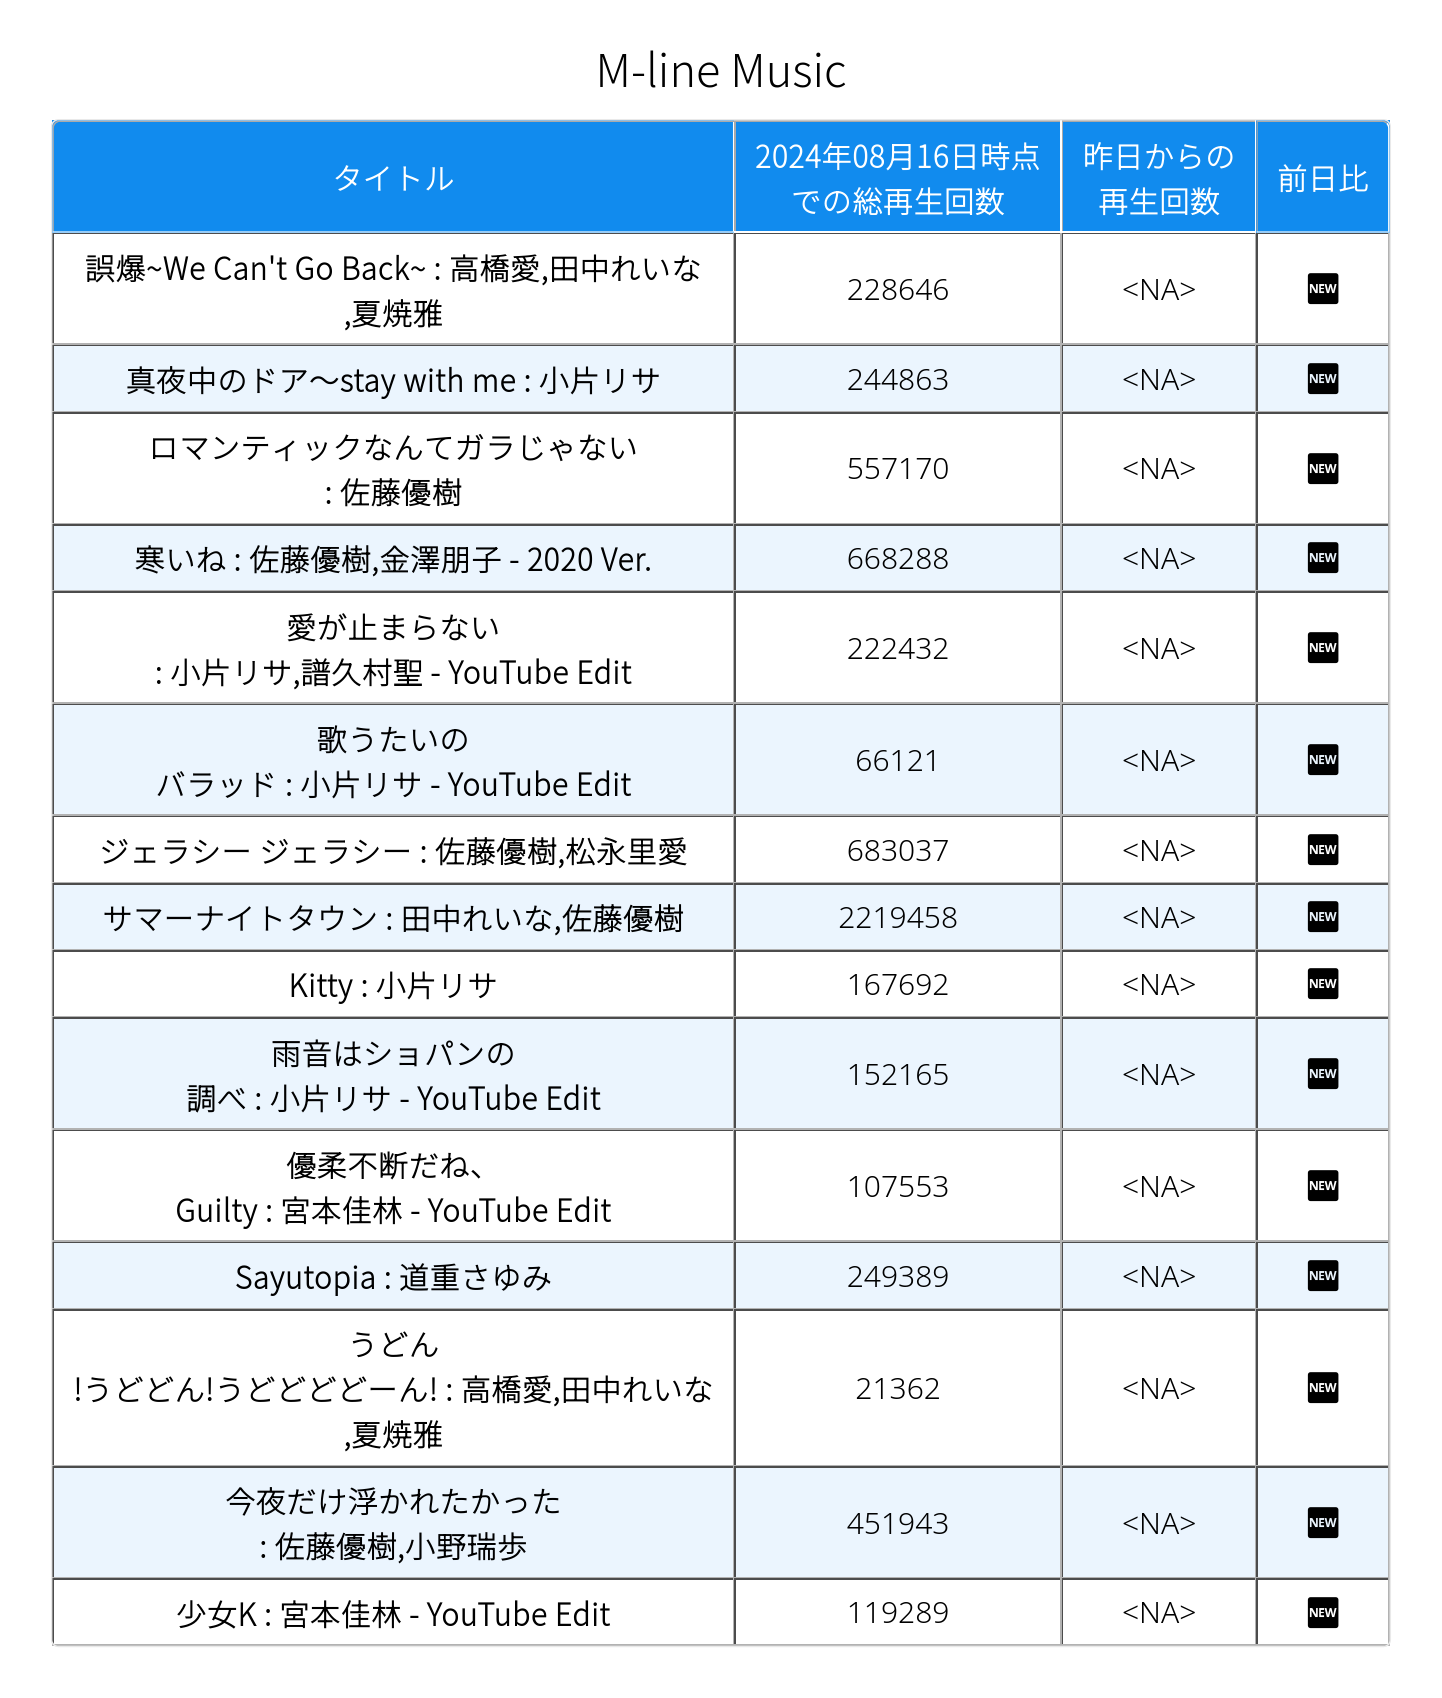 M-line Music
タイトル
2024年08月16日時点
での総再生回数
昨日からの
再生回数
前日比
誤爆~We Can't Go Back~ : 高橋愛,田中れいな
,夏焼雅
228646
<NA>
NEW
真夜中のドア〜stay with me : 小片リサ
244863
<NA>
NEW
ロマンティックなんてガラじゃない
: 佐藤優樹
557170
<NA>
NEW
寒いね : 佐藤優樹,金澤朋子 - 2020 Ver.
668288
<NA>
NEW
愛が止まらない
: 小片リサ,譜久村聖 - YouTube Edit
222432
<NA>
NEW
歌うたいの
バラッド : 小片リサ - YouTube Edit
66121
<NA>
NEW
ジェラシー ジェラシー : 佐藤優樹,松永里愛
683037
<NA>
NEW
サマーナイトタウン : 田中れいな,佐藤優樹
2219458
<NA>
NEW
Kitty : 小片リサ
167692
<NA>
NEW
雨音はショパンの
調べ : 小片リサ - YouTube Edit
152165
<NA>
NEW
優柔不断だね、
Guilty : 宮本佳林 - YouTube Edit
107553
<NA>
NEW
Sayutopia : 道重さゆみ
249389
<NA>
NEW
うどん
!うどどん!うどどどどーん! : 高橋愛,田中れいな
,夏焼雅
21362
<NA>
NEW
今夜だけ浮かれたかった
: 佐藤優樹,小野瑞歩
451943
<NA>
NEW
少女K : 宮本佳林 - YouTube Edit
119289
<NA>
NEW